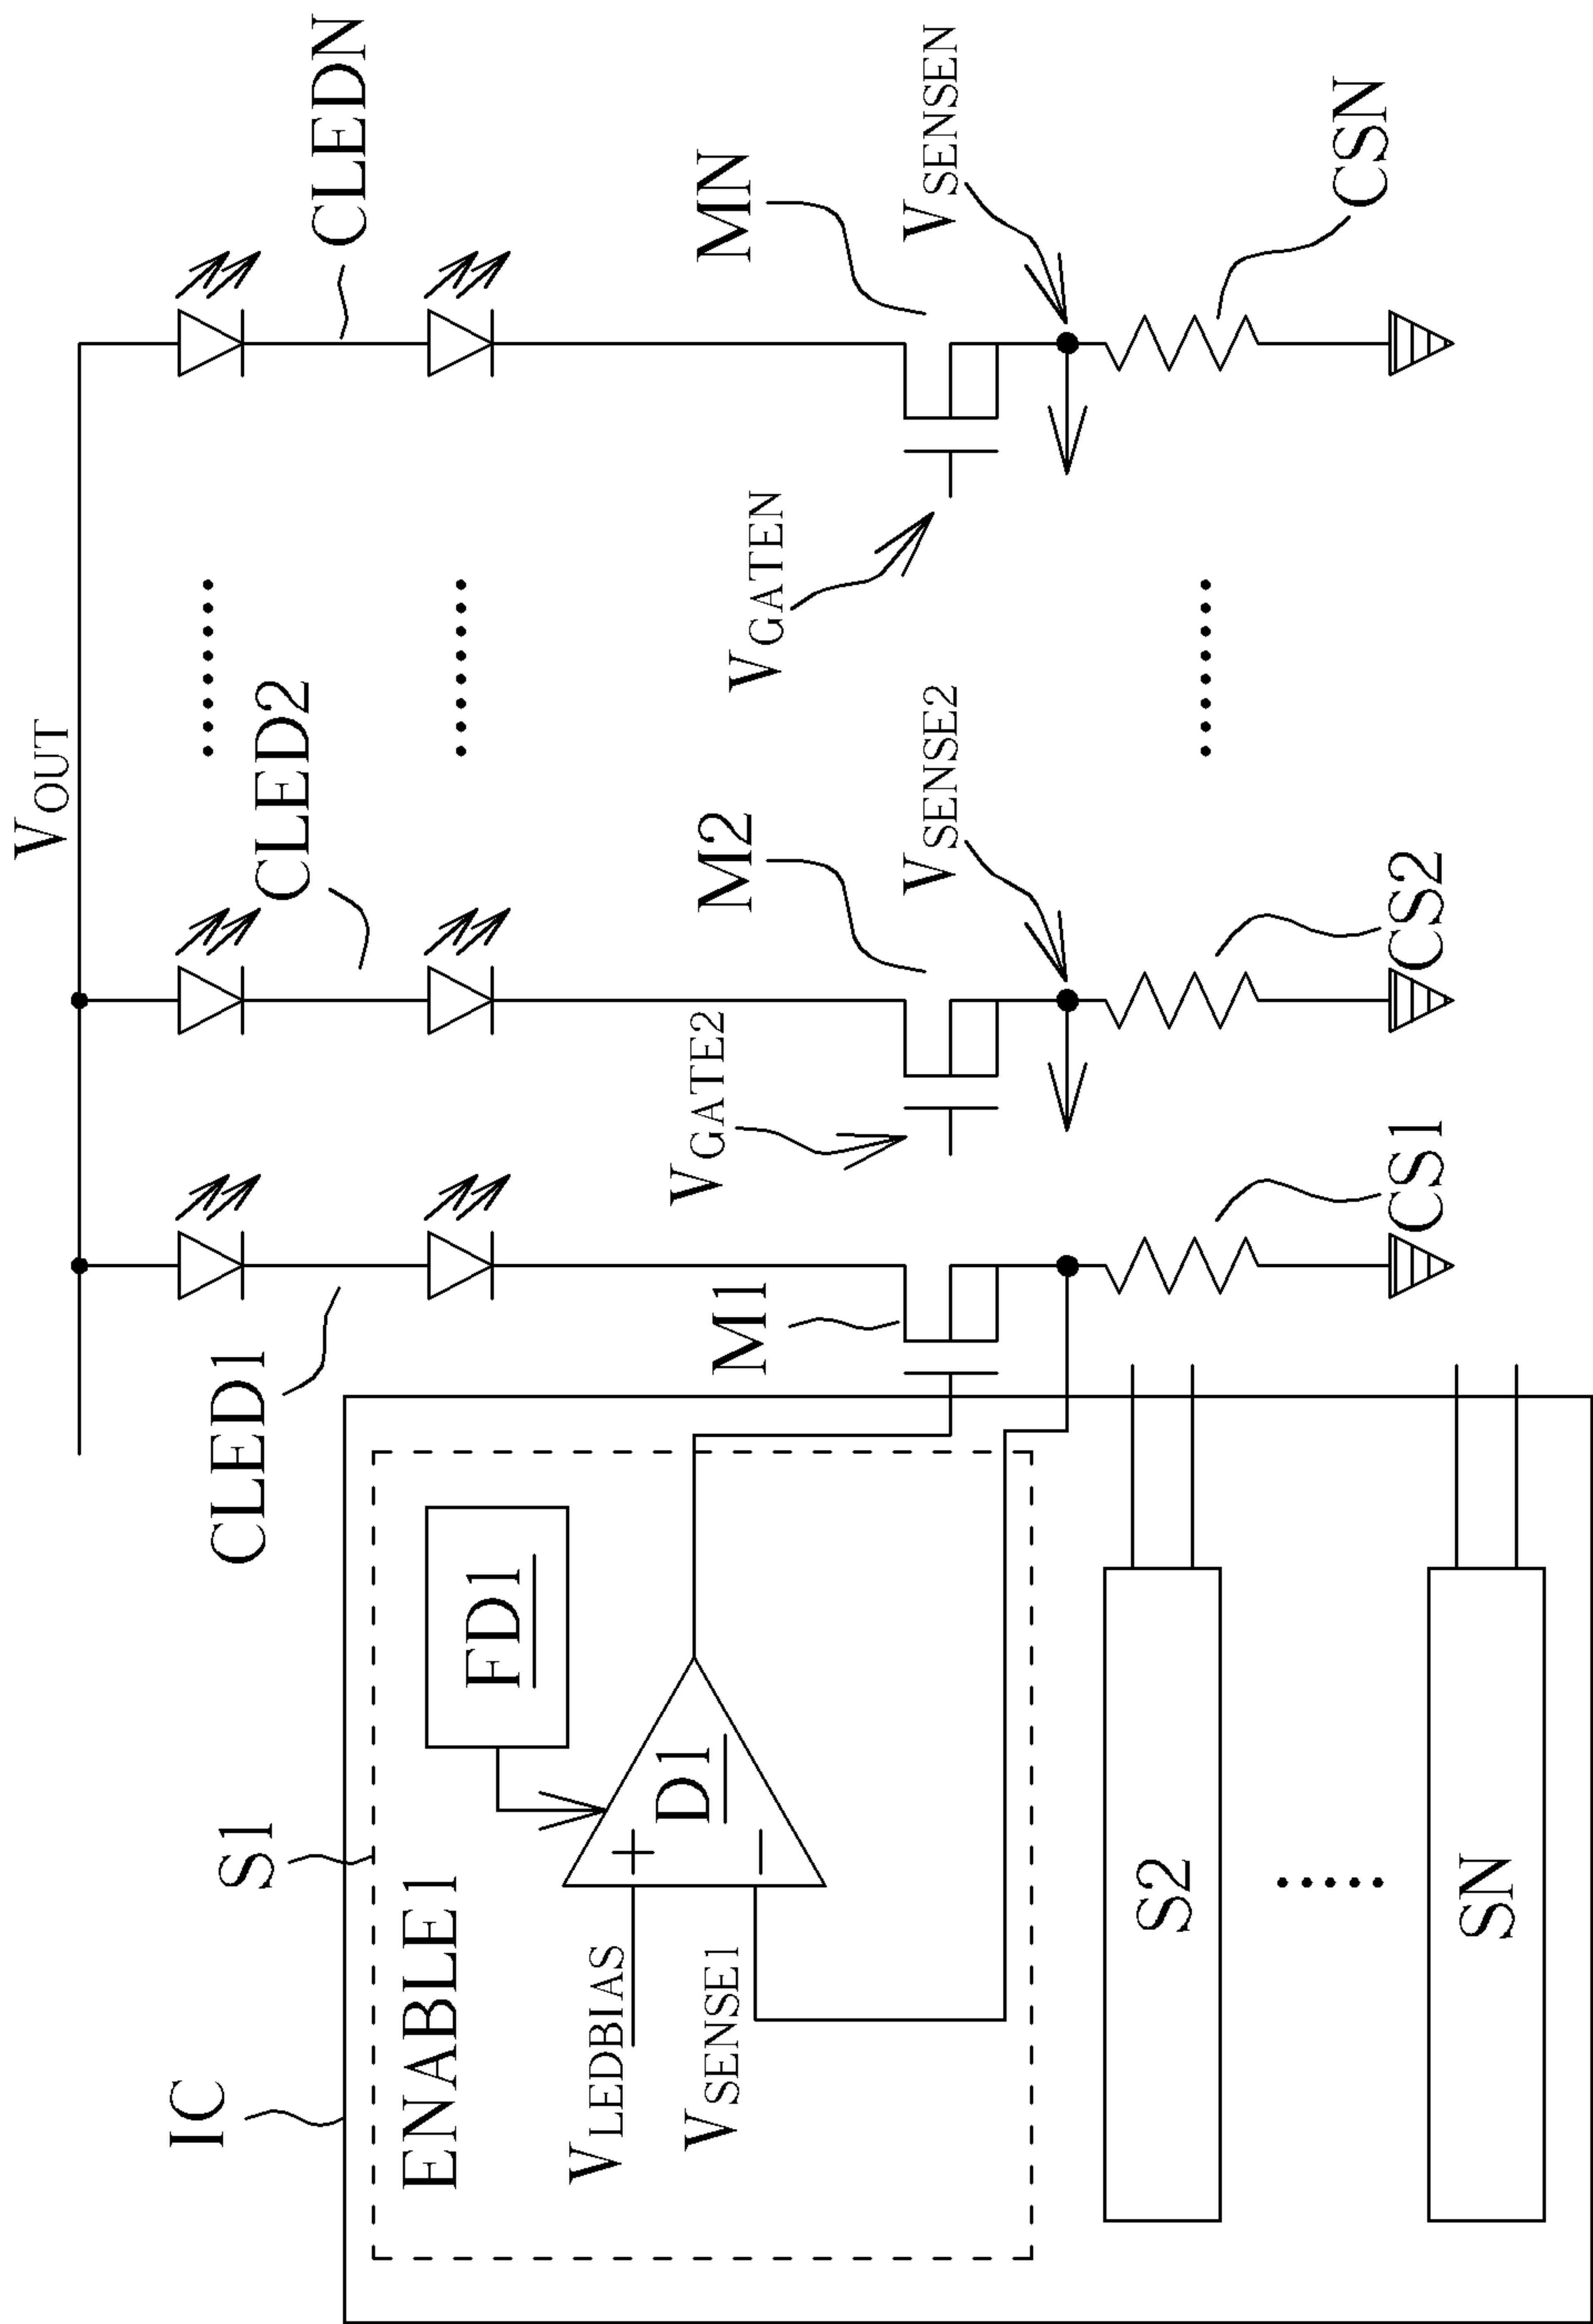 VOUT
CLED1
CLED2
CLEDN
IC
S1
ENABLE1
FD1
D1
+
−
VLEDBIAS
VSENSE1
M1
VGATE2
M2
VGATEN
MN
VSENSE2
VSENSEN
CS1
CS2
CSN
S2
SN